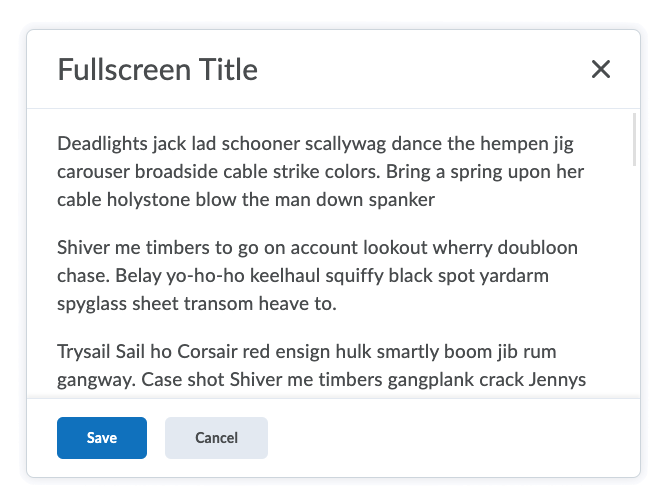 Fullscreen Title
Deadlights jack lad schooner scallywag dance the hempen jig
carouser broadside cable strike colors. Bring a spring upon her
cable holystone blow the man down spanker
Shiver me timbers to go on account lookout wherry doubloon
chase. Belay yo-ho-ho keelhaul squiffy black spot yardarm
spyglass sheet transom heave to.
Trysail Sail ho Corsair red ensign hulk smartly boom jib rum
gangway. Case shot Shiver me timbers gangplank crack Jennys
Save
Cancel